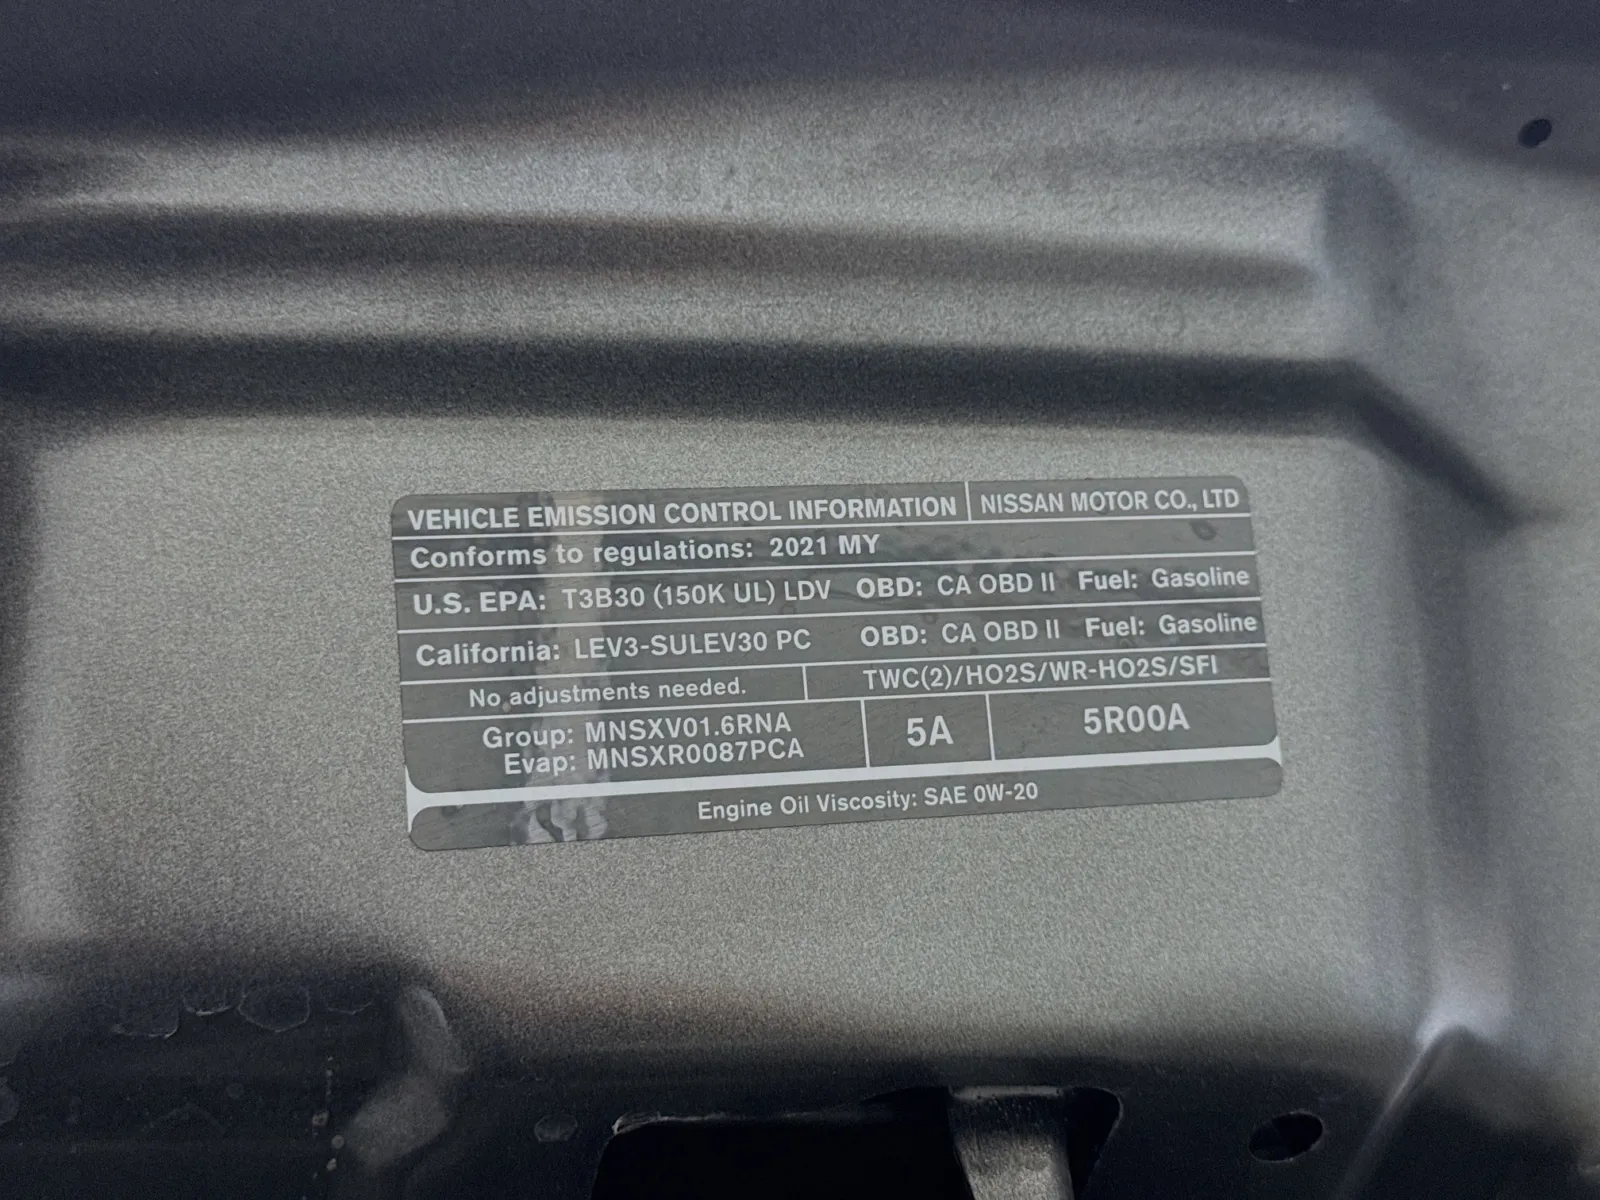 VEHICLE EMISSION CONTROL INFORMATION NISSAN MOTOR CO., LTD
Conforms to regulations: 2021 MY
U.S. EPA: T3B30 (150K UL) LDV OBD: CA OBD II Fuel: Gasoline
California: LEV3-SULEV30 PC OBD: CA OBD II Fuel: Gasoline
No adjustments needed. TWC(2)/HO2S/WR-HO2S/SFI
Group: MNSXV01.6RNA
Evap: MNSXR0087PCA
5A
5R00A
Engine Oil Viscosity: SAE 0W-20